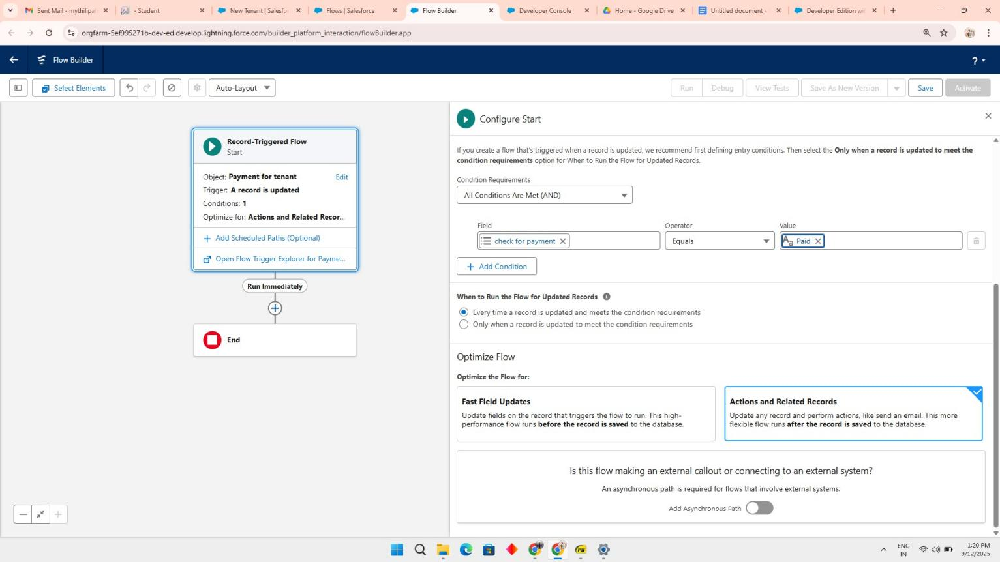 Sent Mail - mythilipal
- Student
New Tenant | Salesfor
Flows | Salesforce
Flow Builder
Developer Console
Home - Google Drive
Untitled document -
Developer Edition wit
orgfarm-5ef995271b-dev-ed.develop.lightning.force.com/builder_platform_interaction/flowBuilder.app
Flow Builder
?
Select Elements
Auto-Layout
Run
Debug
View Tests
Save As New Version
Save
Activate
Record-Triggered Flow
Start
Object: Payment for tenant
Edit
Trigger: A record is updated
Conditions: 1
Optimize for: Actions and Related Recor...
Add Scheduled Paths (Optional)
Open Flow Trigger Explorer for Payme...
Run Immediately
End
Configure Start
If you create a flow that's triggered when a record is updated, we recommend first defining entry conditions. Then select the Only when a record is updated to meet the
condition requirements option for When to Run the Flow for Updated Records.
Condition Requirements
All Conditions Are Met (AND)
Field
Operator
Value
check for payment
Equals
Aa Paid
Add Condition
When to Run the Flow for Updated Records
Every time a record is updated and meets the condition requirements
Only when a record is updated to meet the condition requirements
Optimize Flow
Optimize the Flow for:
Fast Field Updates
Update fields on the record that triggers the flow to run. This high-
performance flow runs before the record is saved to the database.
Actions and Related Records
Update any record and perform actions, like send an email. This more
flexible flow runs after the record is saved to the database.
Is this flow making an external callout or connecting to an external system?
An asynchronous path is required for flows that involve external systems.
Add Asynchronous Path
ENG
IN
1:20 PM
9/12/2025